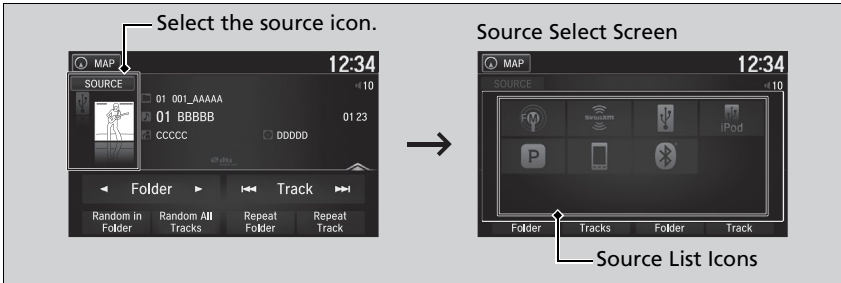 Select the source icon.
MAP
12:34
SOURCE
10
01 001_AAAAA
01 BBBBB
01 23
CCCCC
DDDDD
dts
Folder
Track
Random in Folder
Random All Tracks
Repeat Folder
Repeat Track
Source Select Screen
MAP
12:34
SOURCE
10
FM
SiriusXM
iPod
P
Folder
Tracks
Folder
Track
Source List Icons